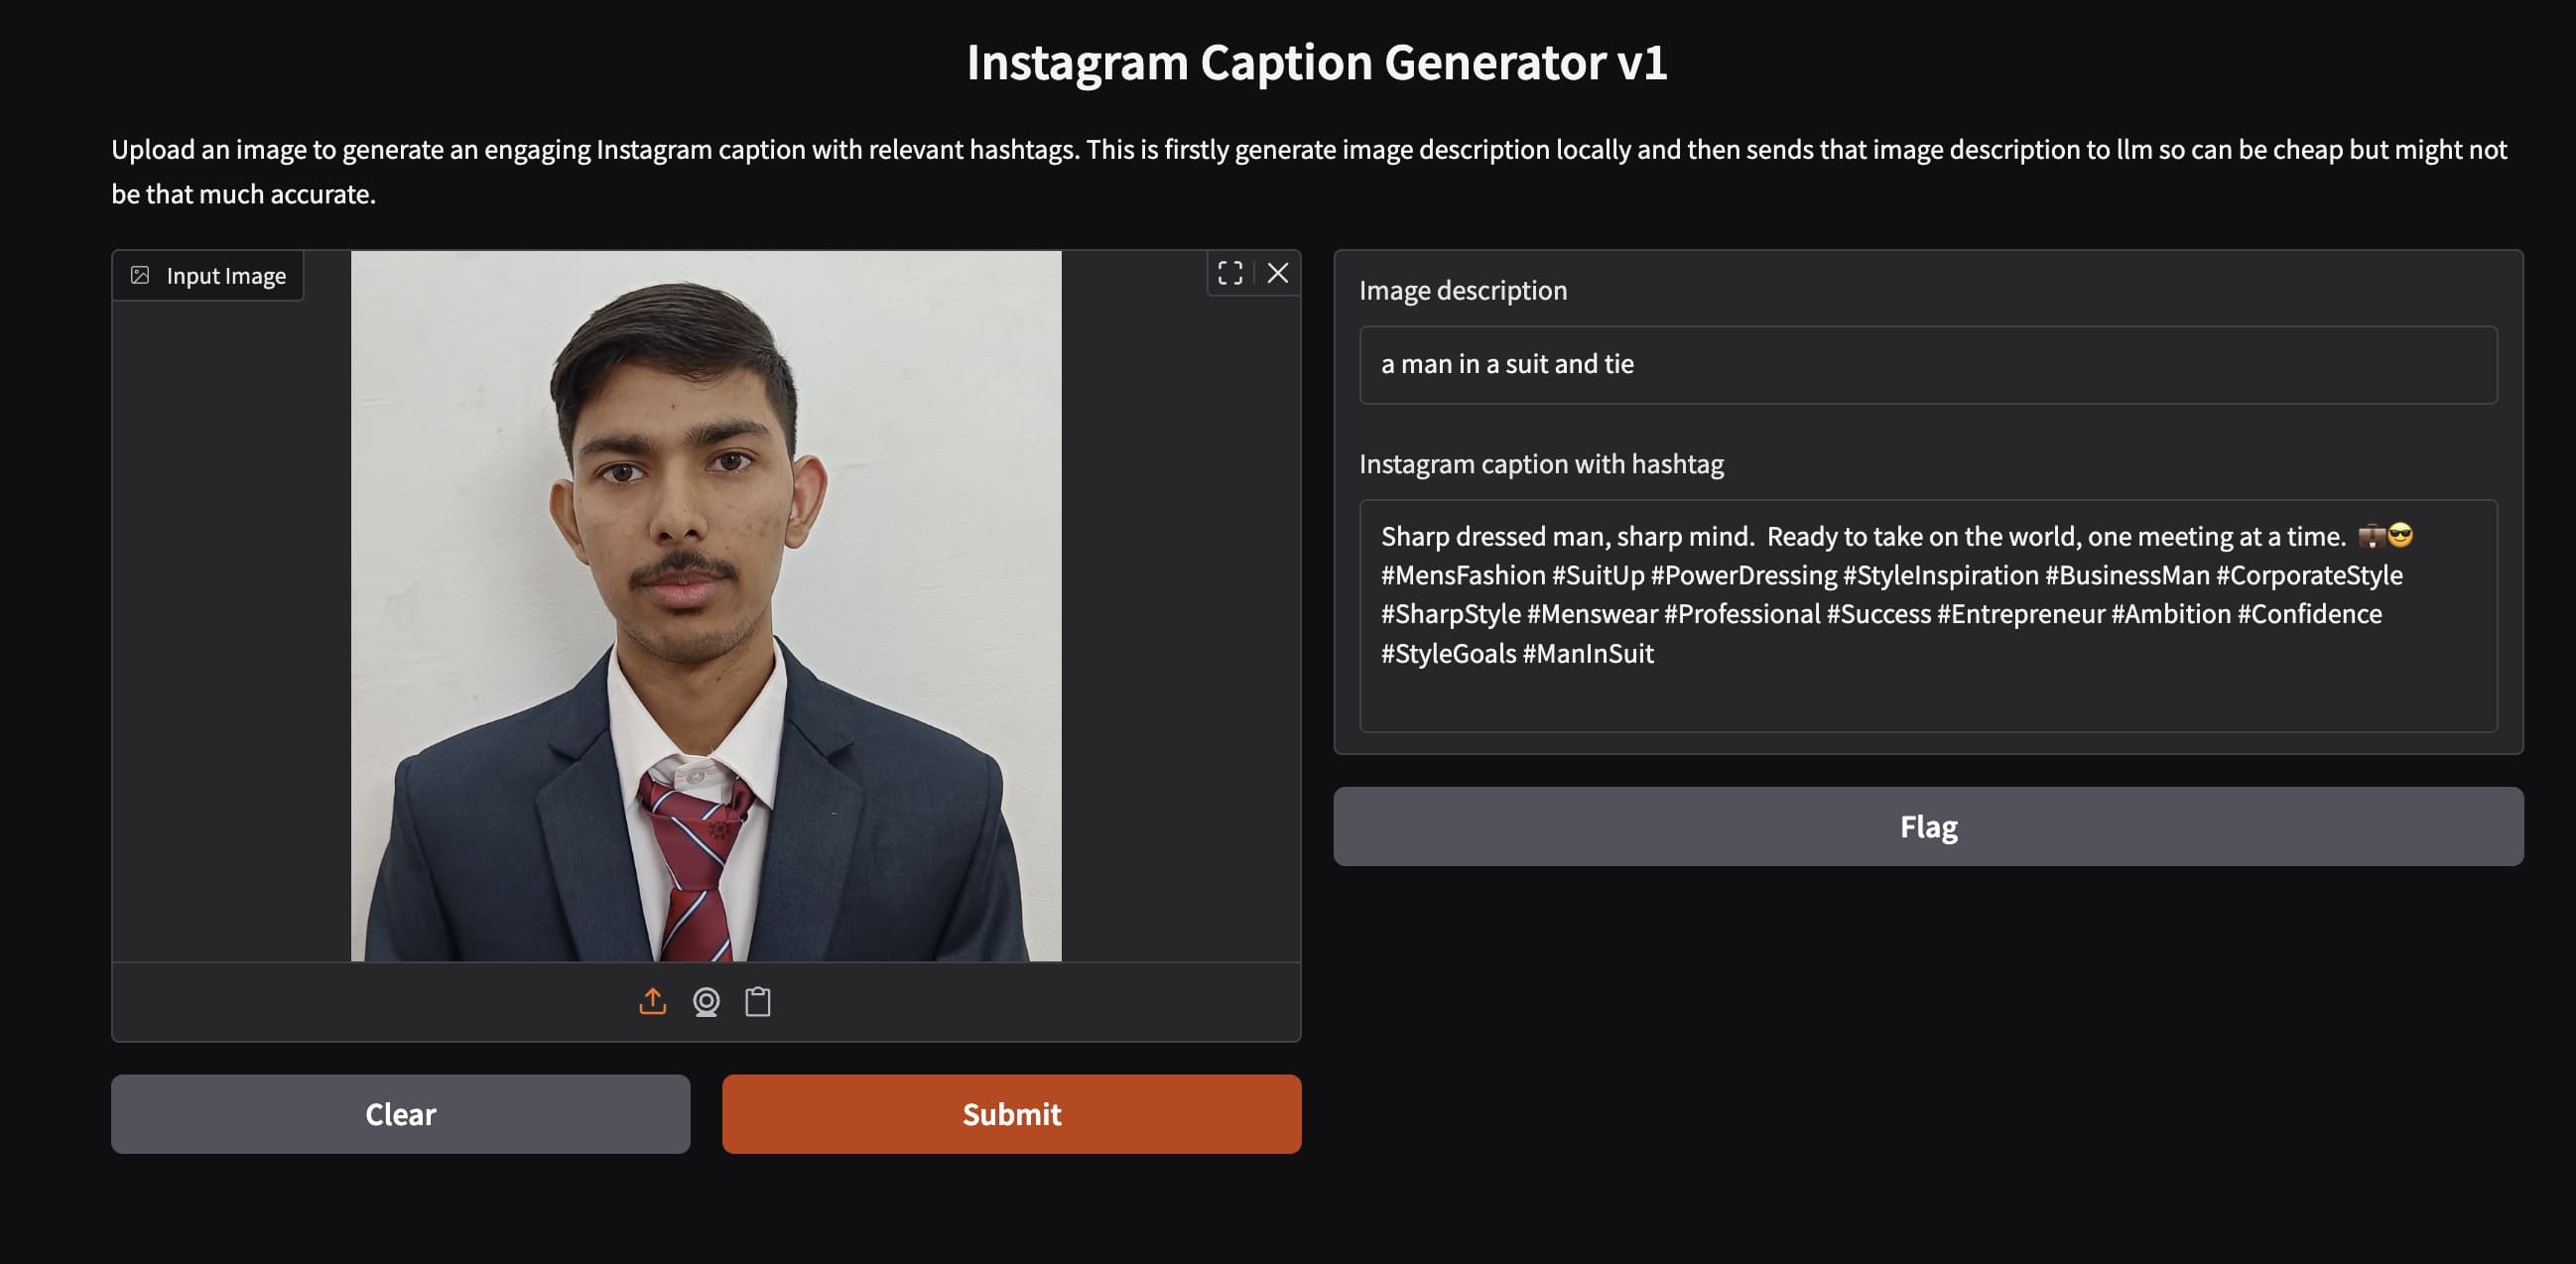 Instagram Caption Generator v1
Upload an image to generate an engaging Instagram caption with relevant hashtags. This is firstly generate image description locally and then sends that image description to llm so can be cheap but might not
be that much accurate.
Input Image
Image description
a man in a suit and tie
Instagram caption with hashtag
Sharp dressed man, sharp mind.  Ready to take on the world, one meeting at a time. 💼😎
#MensFashion #SuitUp #PowerDressing #StyleInspiration #BusinessMan #CorporateStyle
#SharpStyle #Menswear #Professional #Success #Entrepreneur #Ambition #Confidence
#StyleGoals #ManInSuit
Flag
Clear
Submit